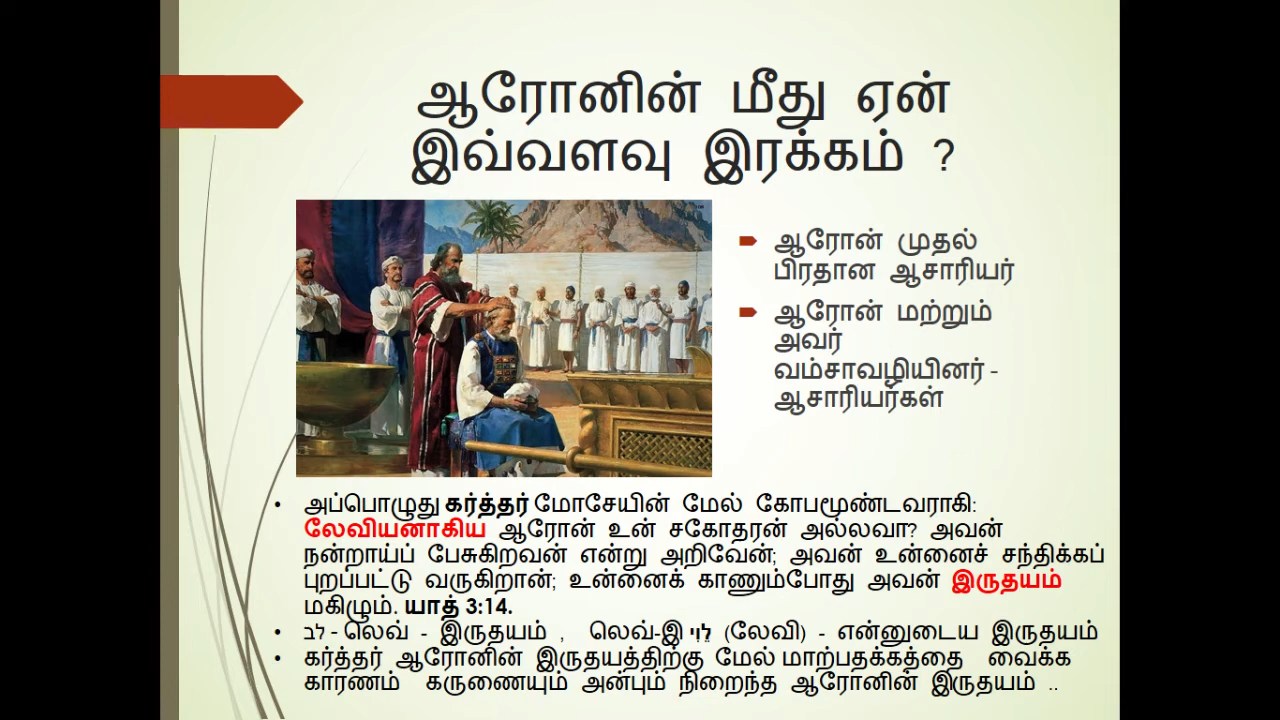 ஆரோனின் மீது ஏன்
இவ்வளவு இரக்கம் ?
ஆரோன் முதல்
பிரதான ஆசாரியர்
ஆரோன் மற்றும்
அவர்
வம்சாவழியினர் -
ஆசாரியர்கள்
• அப்பொழுது கர்த்தர் மோசேயின் மேல் கோபமூண்டவராகி:
லேவியனாகிய ஆரோன் உன் சகோதரன் அல்லவா? அவன்
நன்றாய்ப் பேசுகிறவன் என்று அறிவேன்; அவன் உன்னைச் சந்திக்கப்
புறப்பட்டு வருகிறான்; உன்னைக் காணும்போது அவன் இருதயம்
மகிழும். யாத் 3:14.
• לב - லெவ் - இருதயம் , லெவ்-இ לֵוִי (லேவி) - என்னுடைய இருதயம்
• கர்த்தர் ஆரோனின் இருதயத்திற்கு மேல் மாற்பதக்கத்தை வைக்க
காரணம் கருணையும் அன்பும் நிறைந்த ஆரோனின் இருதயம் ..